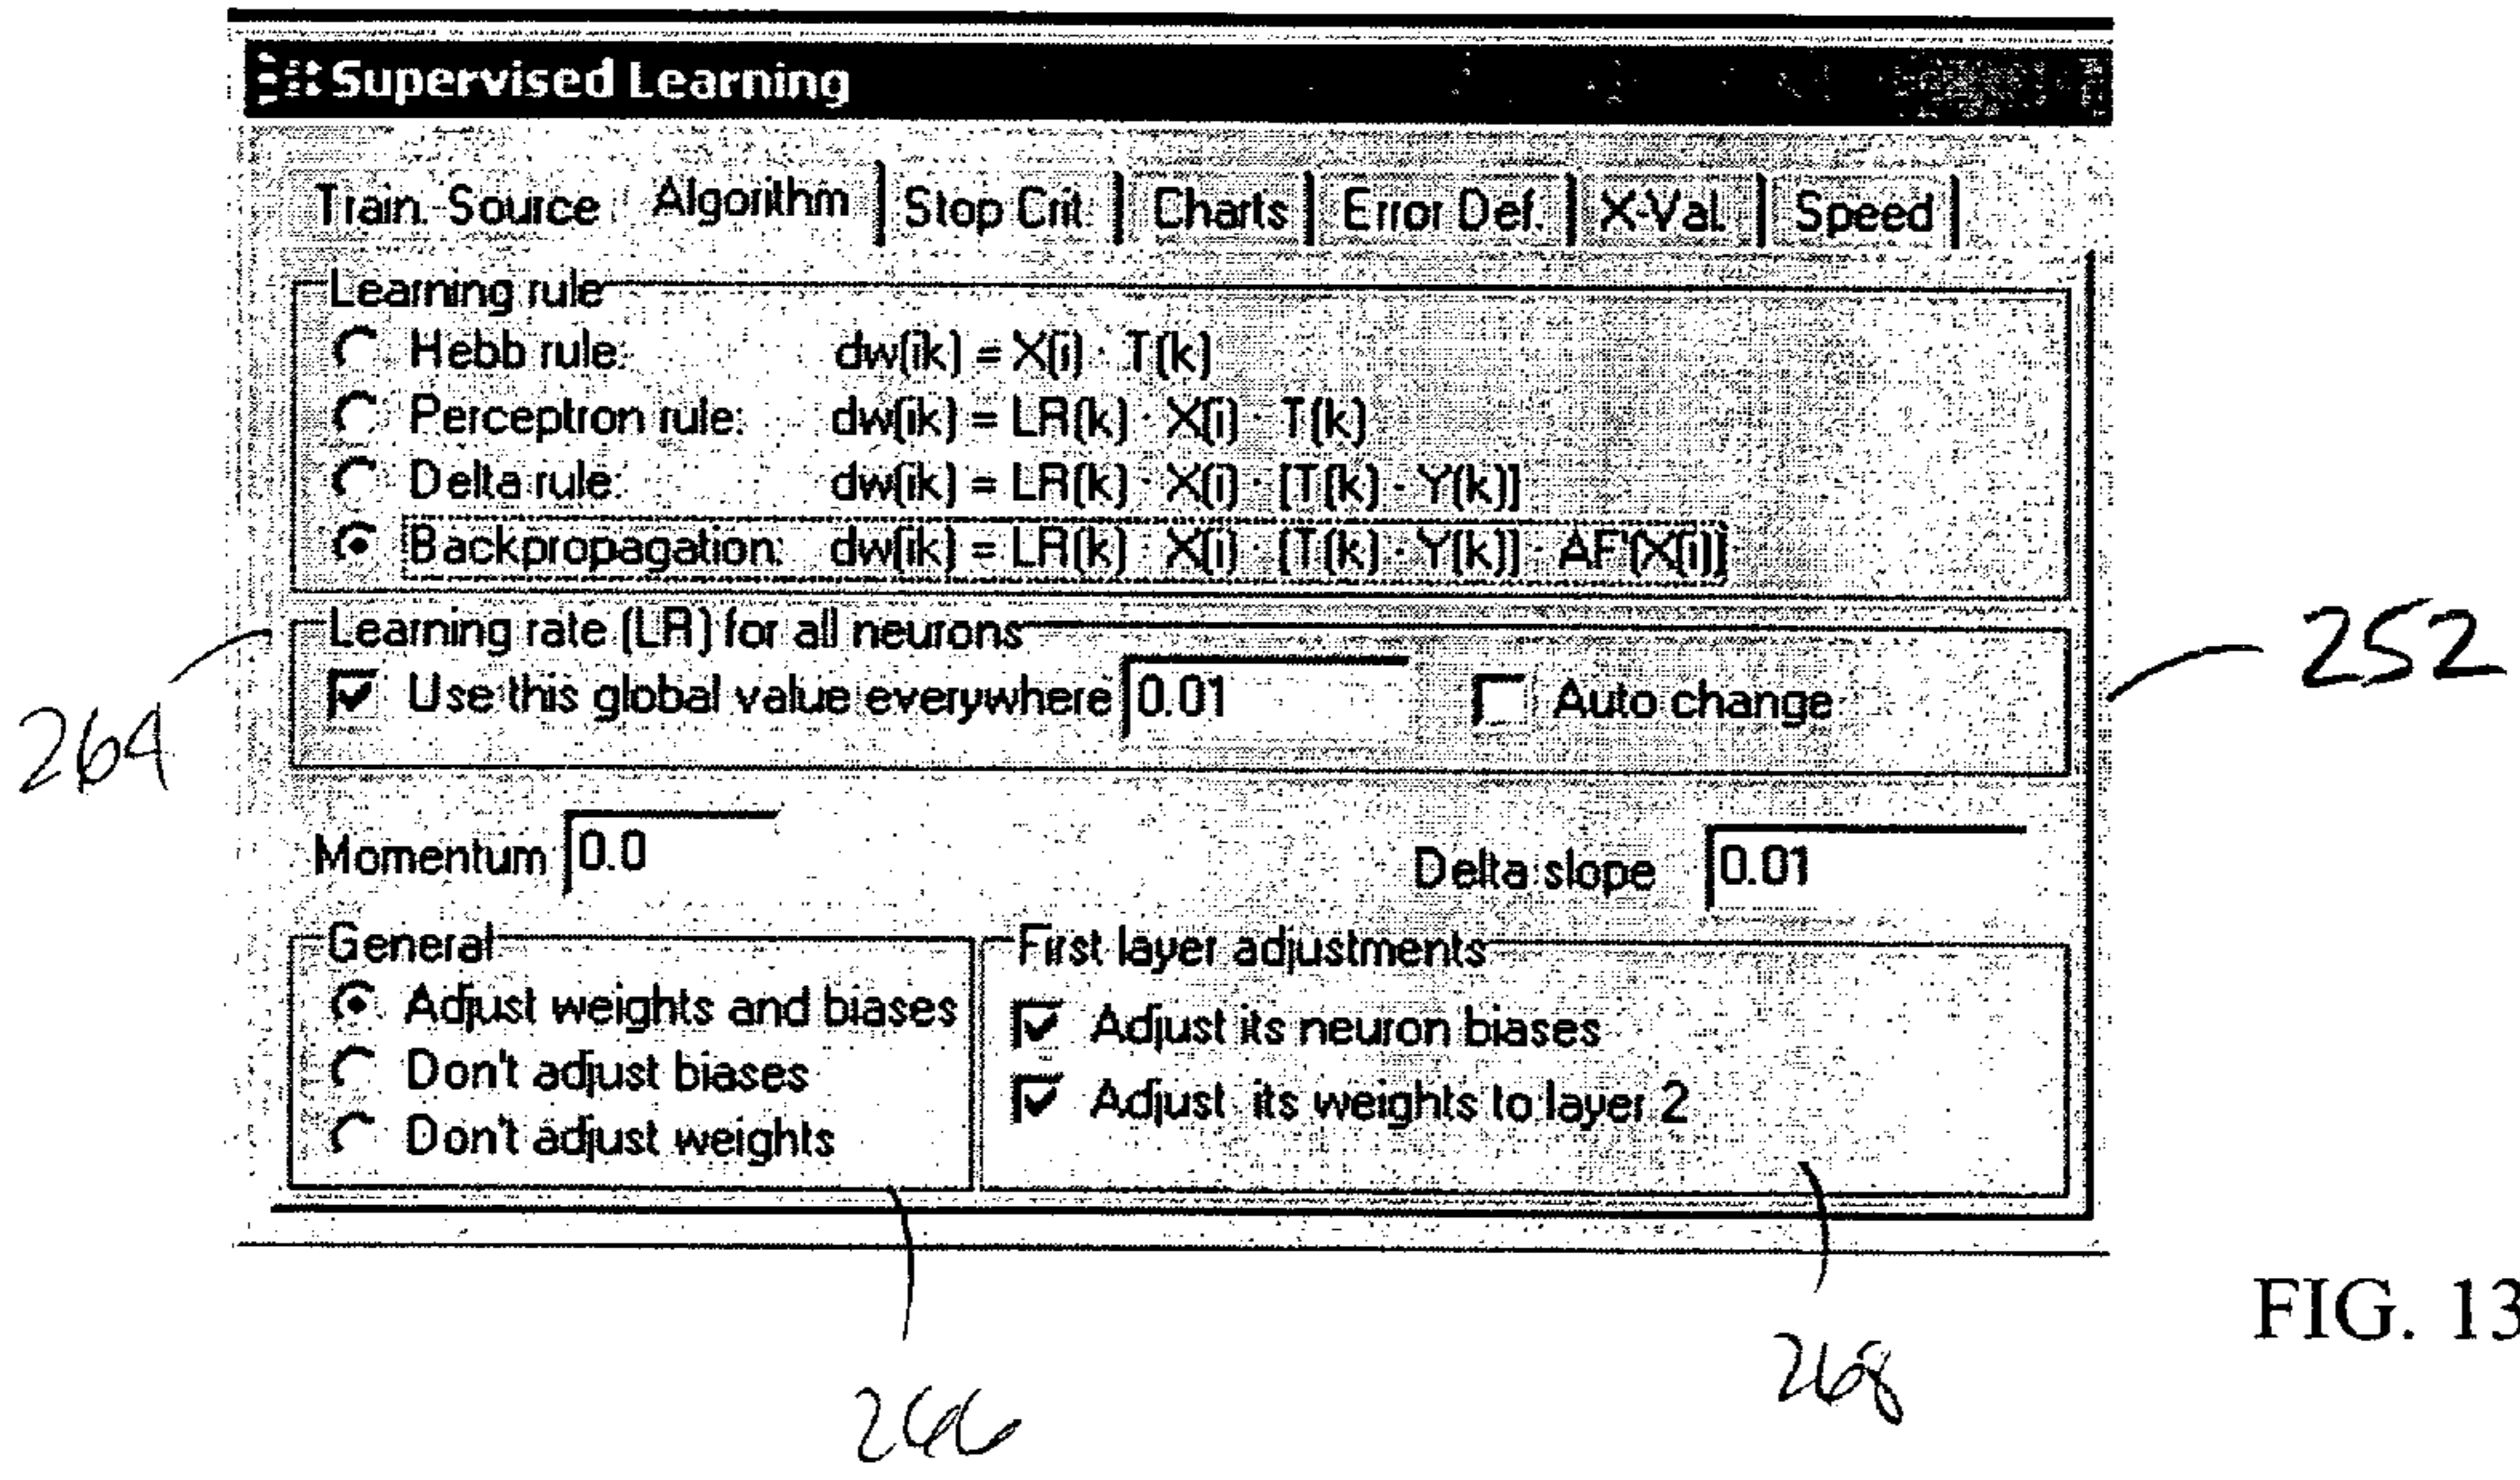 Supervised Learning
Train. Source Algorithm Stop Crit. Charts Error Def. X-Val. Speed
Learning rule
Hebb rule: dw(ik) = X(i) · T(k)
Perceptron rule: dw(ik) = LR(k) · X(i) · T(k)
Delta rule: dw(ik) = LR(k) · X(i) · [T(k) - Y(k)]
Backpropagation: dw(ik) = LR(k) · X(i) · [T(k) - Y(k)] · AF'(X(i))
Learning rate (LR) for all neurons
252
Use this global value everywhere 0.01 Auto change
264
Momentum 0.0 Delta slope 0.01
General First layer adjustments
Adjust weights and biases Adjust its neuron biases
Don't adjust biases Adjust its weights to layer 2
Don't adjust weights
FIG. 13
266 268